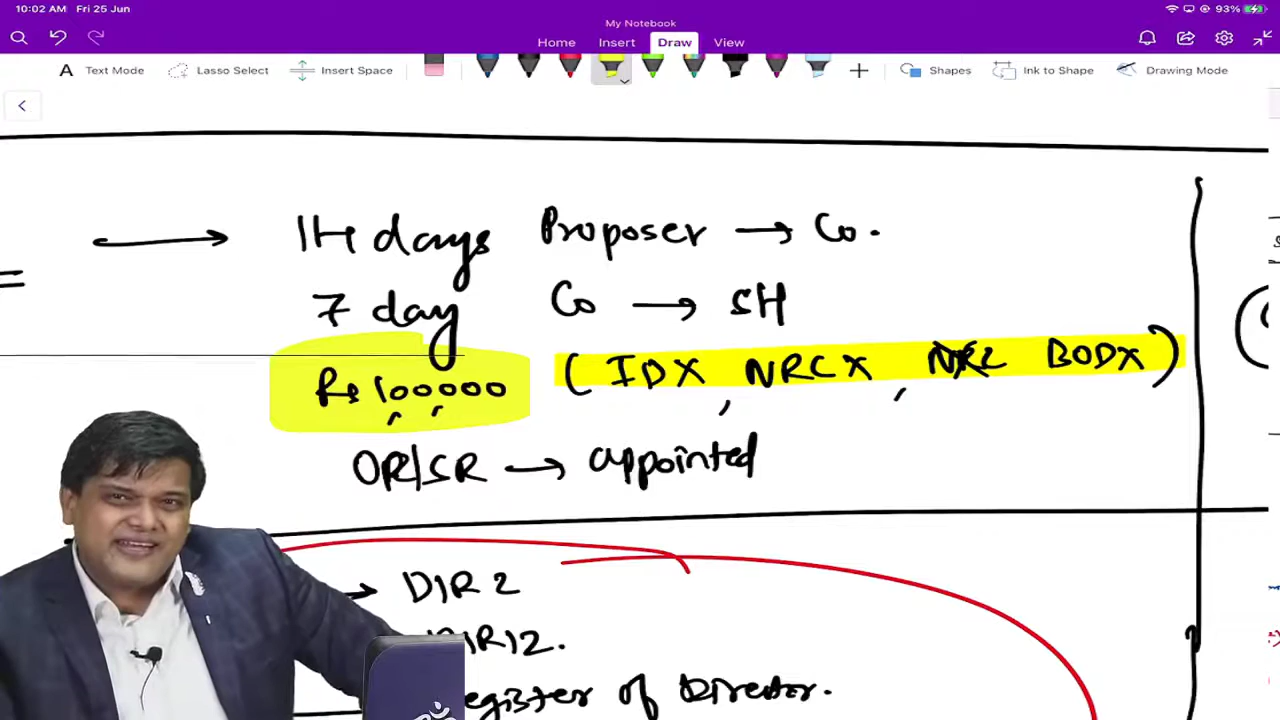 10:02 AM Fri 25 Jun
93%
My Notebook
Home Insert Draw View
A Text Mode Lasso Select Insert Space Shapes Ink to Shape Drawing Mode
14 days Proposer → Co.
7 day Co → SH
Rs 100000 (IDX, NRCX, BODX)
OR/SR → appointed
→ DIR 2
DIR12.
egister of Director.